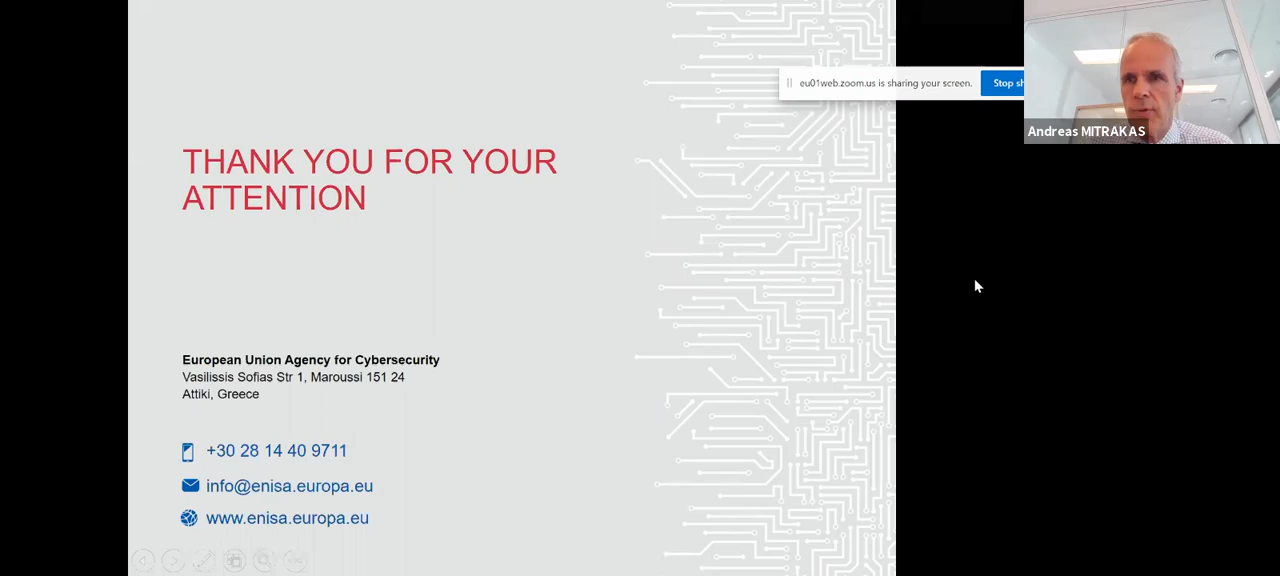 eu01web.zoom.us is sharing your screen.
Stop sh
Andreas MITRAKAS
THANK YOU FOR YOUR
ATTENTION
European Union Agency for Cybersecurity
Vasilissis Sofias Str 1, Maroussi 151 24
Attiki, Greece
+30 28 14 40 9711
info@enisa.europa.eu
www.enisa.europa.eu